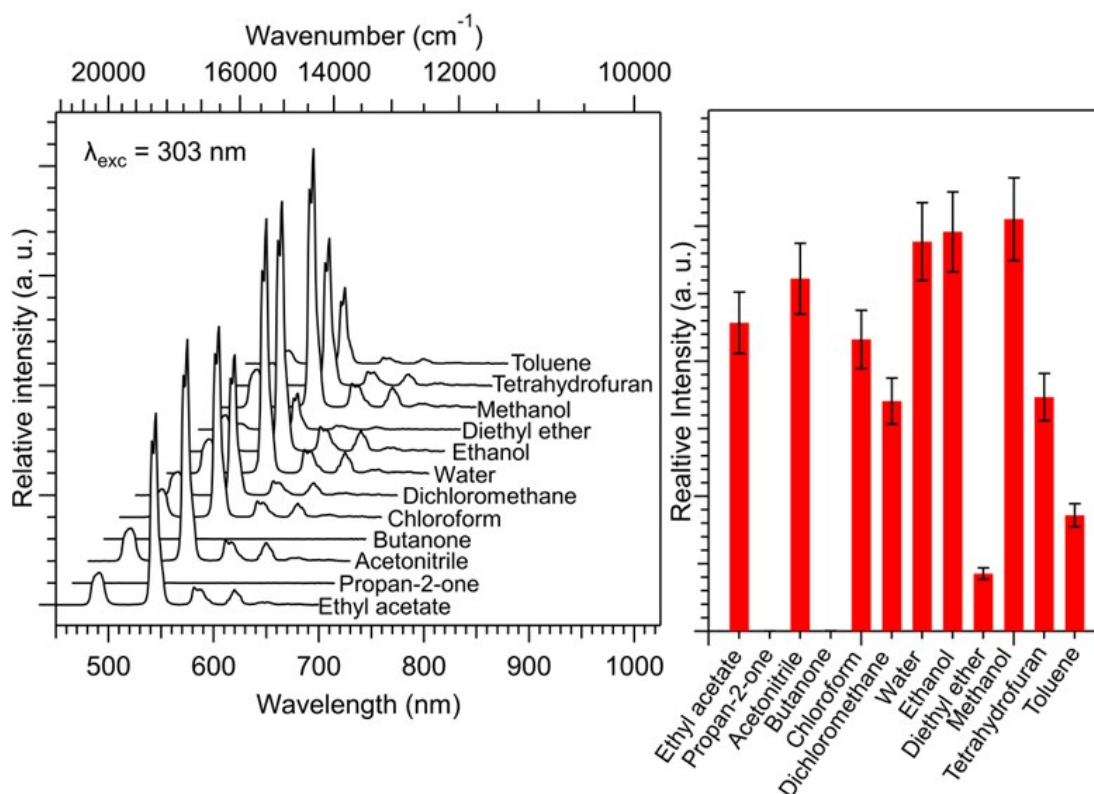 Wavenumber (cm⁻¹)
20000 16000 14000 12000 10000
λexc = 303 nm
Relative intensity (a. u.)
Toluene
Tetrahydrofuran
Methanol
Diethyl ether
Ethanol
Water
Dichloromethane
Chloroform
Butanone
Acetonitrile
Propan-2-one
Ethyl acetate
500 600 700 800 900 1000
Wavelength (nm)
Realtive Intensity (a. u.)
Ethyl acetate
Propan-2-one
Acetonitrile
Butanone
Chloroform
Dichloromethane
Water
Ethanol
Diethyl ether
Methanol
Tetrahydrofuran
Toluene